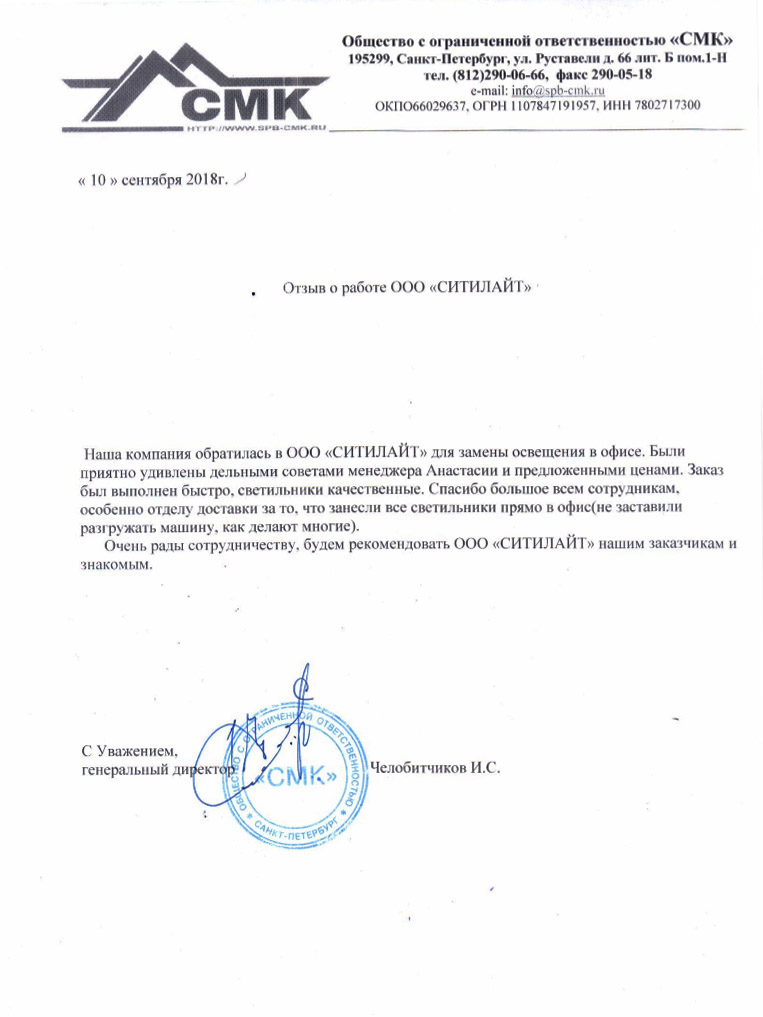 Общество с ограниченной ответственностью «СМК»
195299, Санкт-Петербург, ул. Руставели д. 66 лит. Б пом.1-Н
тел. (812)290-06-66, факс 290-05-18
e-mail: info@spb-cmk.ru
ОКПО66029637, ОГРН 1107847191957, ИНН 7802717300
СМК
HTTP://WWW.SPB-CMK.RU
« 10 » сентября 2018г.
Отзыв о работе ООО «СИТИЛАЙТ»
Наша компания обратилась в ООО «СИТИЛАЙТ» для замены освещения в офисе. Были
приятно удивлены дельными советами менеджера Анастасии и предложенными ценами. Заказ
был выполнен быстро, светильники качественные. Спасибо большое всем сотрудникам,
особенно отделу доставки за то, что занесли все светильники прямо в офис(не заставили
разгружать машину, как делают многие).
Очень рады сотрудничеству, будем рекомендовать ООО «СИТИЛАЙТ» нашим заказчикам и
знакомым.
С Уважением,
генеральный директор
Челобитчиков И.С.
ОБЩЕСТВО С ОГРАНИЧЕННОЙ ОТВЕТСТВЕННОСТЬЮ
«СМК»
САНКТ-ПЕТЕРБУРГ